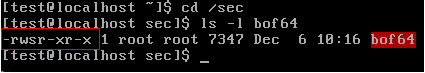 [test@localhost ~]$ cd /sec
[test@localhost sec]$ ls -l bof64
-rwsr-xr-x 1 root root 7347 Dec  6 10:16 bof64
[test@localhost sec]$ _